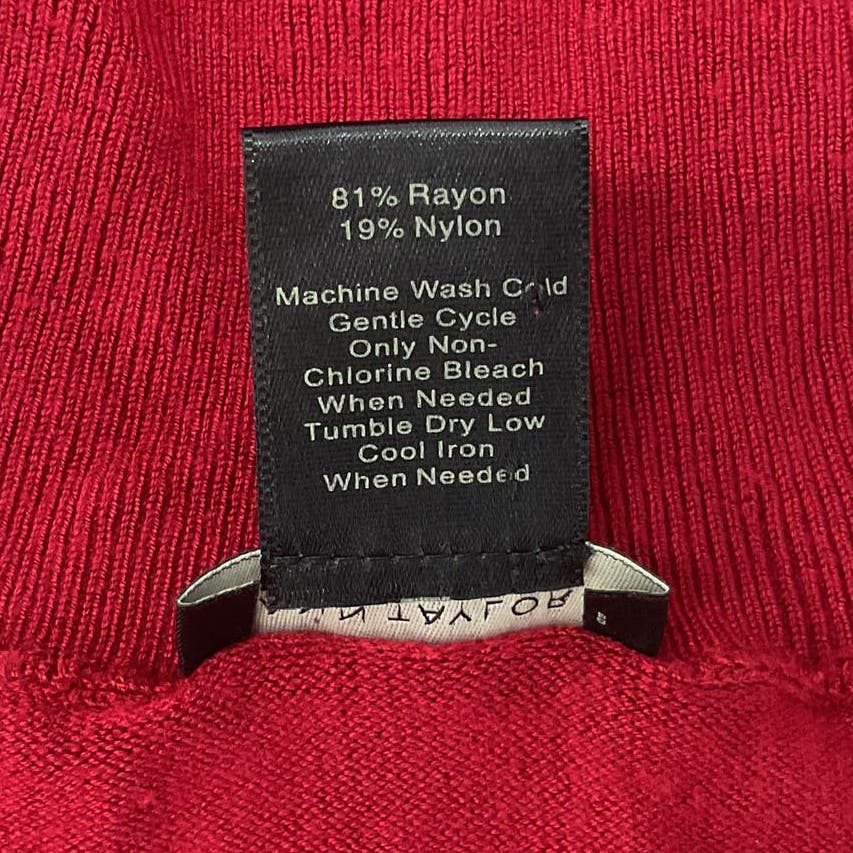 81% Rayon
19% Nylon
Machine Wash Cold
Gentle Cycle
Only Non-
Chlorine Bleach
When Needed
Tumble Dry Low
Cool Iron
When Needed
TAYLOR